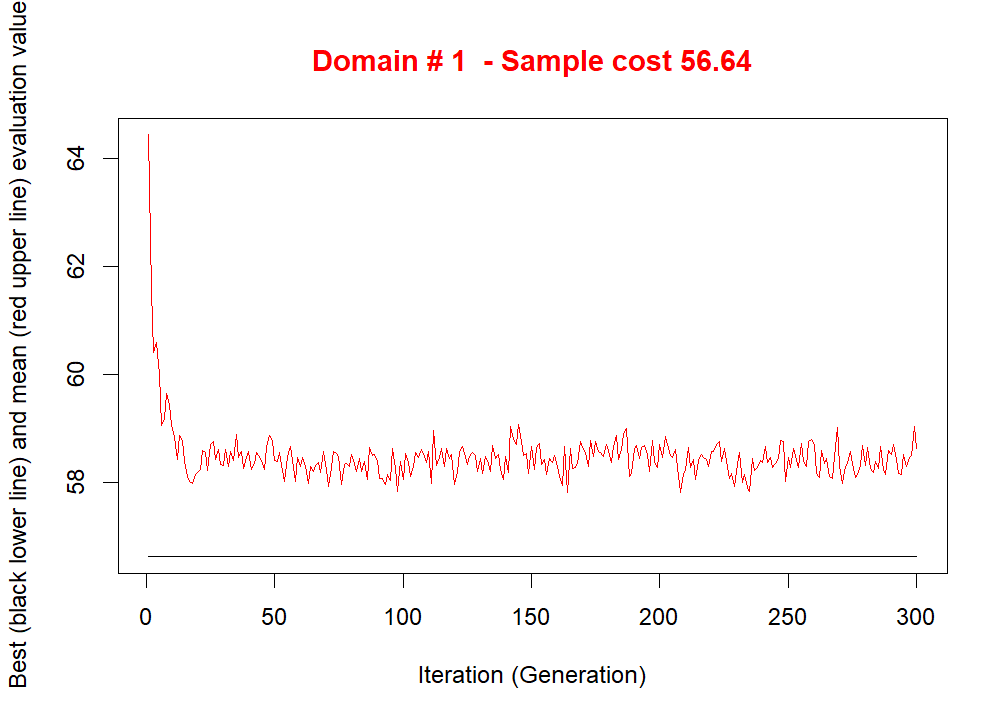 Domain # 1  - Sample cost 56.64
Best (black lower line) and mean (red upper line) evaluation value
64
62
60
58
0 50 100 150 200 250 300
Iteration (Generation)